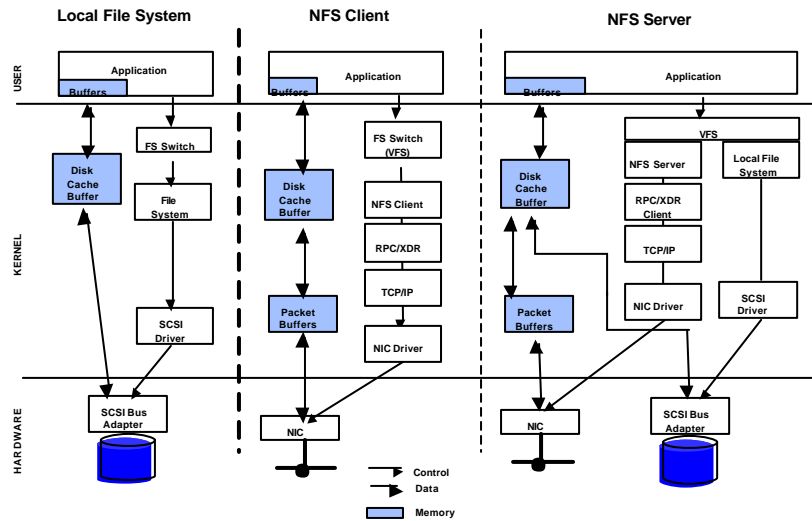 Local File System
NFS Client
NFS Server
USER
KERNEL
HARDWARE
Application
Buffers
FS Switch
Disk
Cache
Buffer
File
System
SCSI
Driver
SCSI Bus
Adapter
Application
Buffers
FS Switch
(VFS)
Disk
Cache
Buffer
NFS Client
RPC/XDR
TCP/IP
Packet
Buffers
NIC Driver
NIC
Application
Buffers
VFS
Disk
Cache
Buffer
NFS Server
Local File
System
RPC/XDR
Client
TCP/IP
Packet
Buffers
NIC Driver
SCSI
Driver
NIC
SCSI Bus
Adapter
Control
Data
Memory